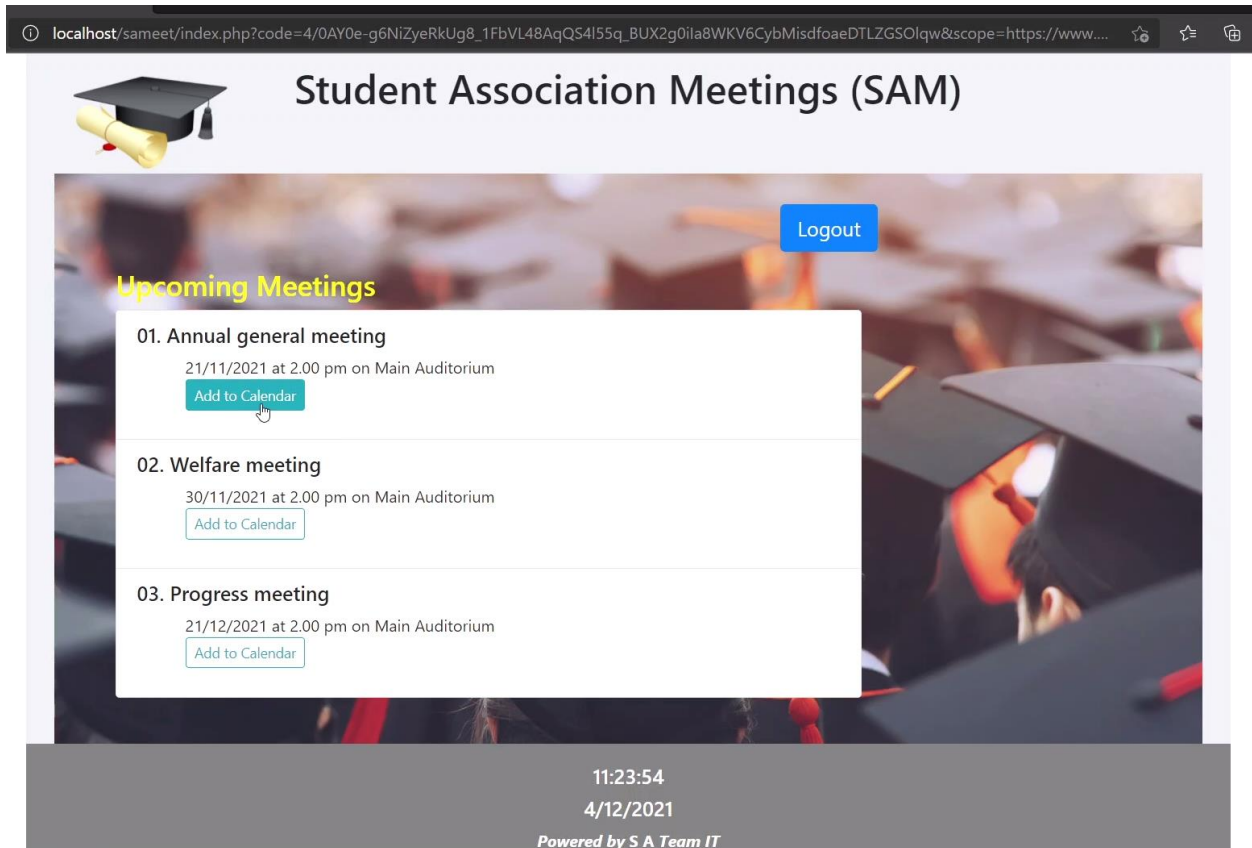 localhost/sameet/index.php?code=4/0AY0e-g6NiZyeRkUg8_1FbVL48AqQS4l55q_BUX2g0iIa8WKV6CybMisdfoaeDTLZGSOlqw&scope=https://www....
Student Association Meetings (SAM)
Logout
Upcoming Meetings
01. Annual general meeting
21/11/2021 at 2.00 pm on Main Auditorium
Add to Calendar
02. Welfare meeting
30/11/2021 at 2.00 pm on Main Auditorium
Add to Calendar
03. Progress meeting
21/12/2021 at 2.00 pm on Main Auditorium
Add to Calendar
11:23:54
4/12/2021
Powered by S A Team IT